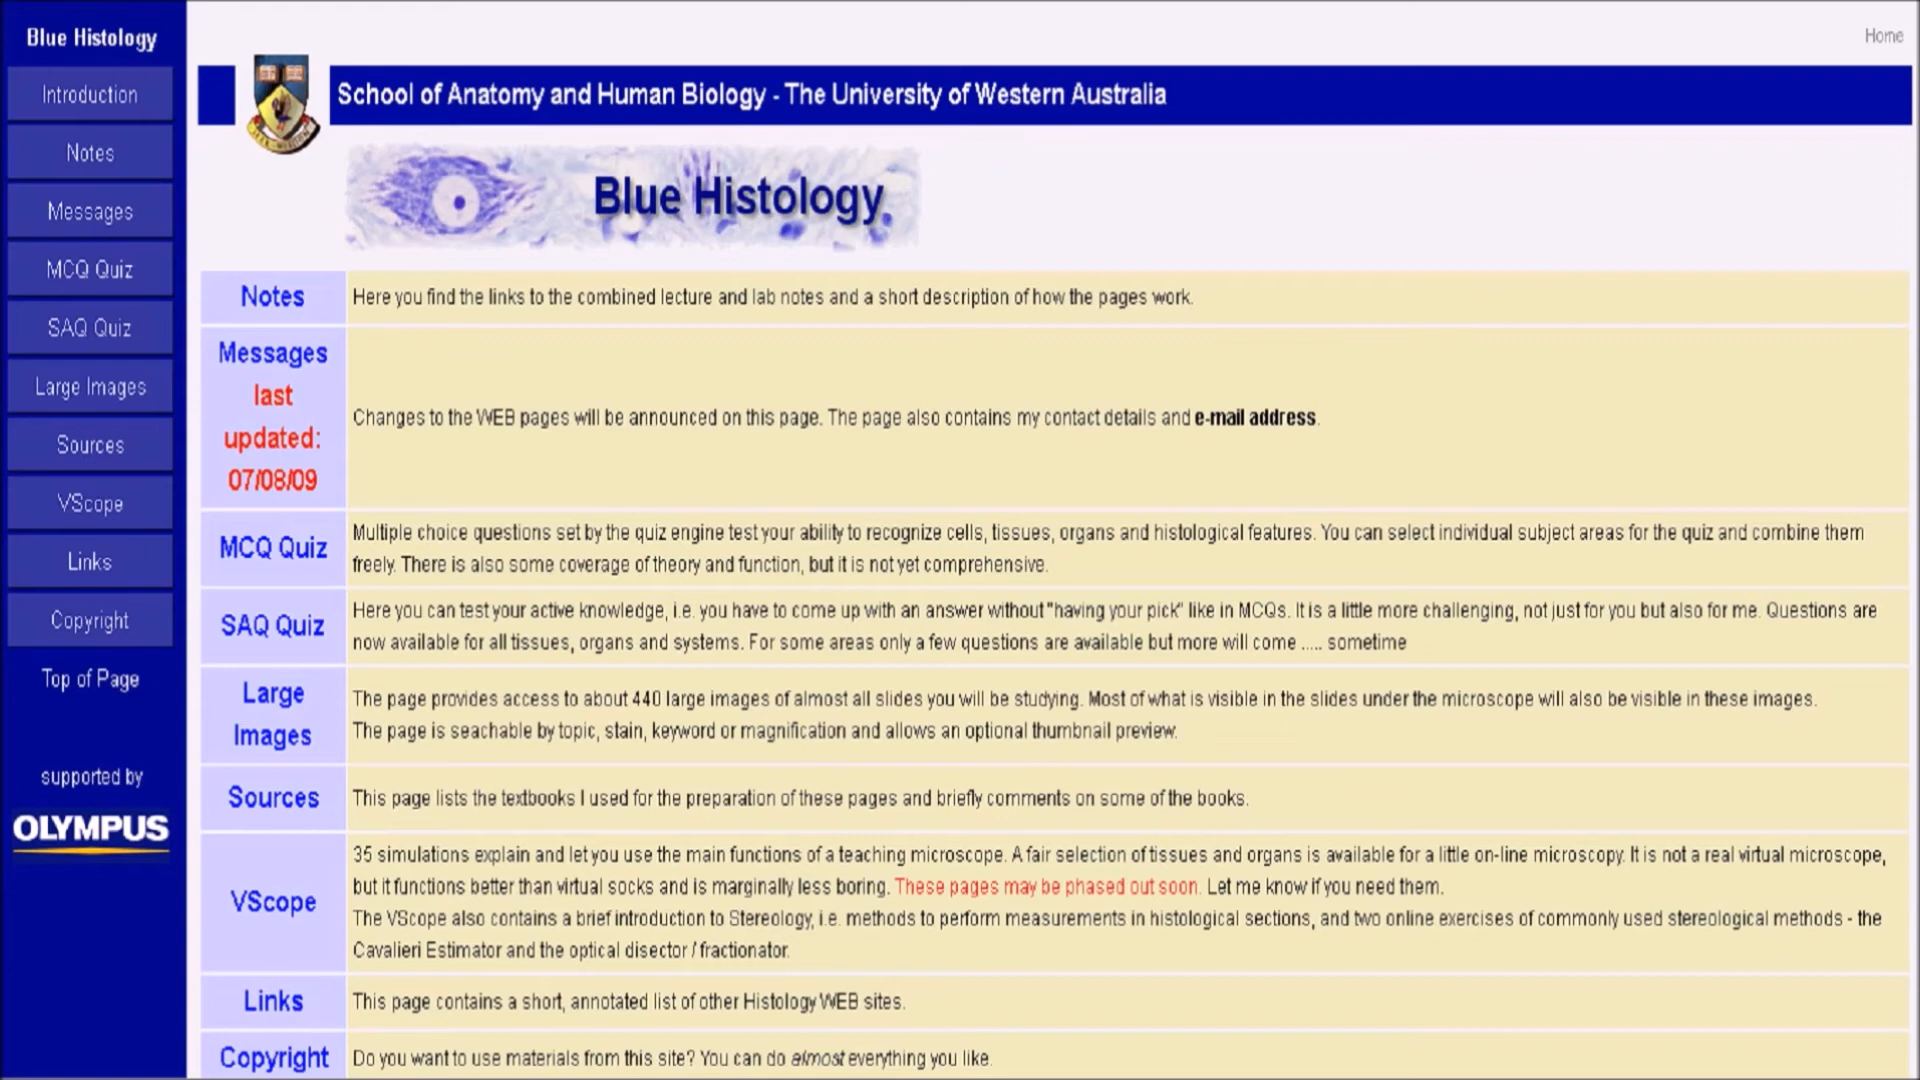 Blue Histology
Introduction
Notes
Messages
MCQ Quiz
SAQ Quiz
Large Images
Sources
VScope
Links
Copyright
Top of Page
supported by
OLYMPUS
Home
School of Anatomy and Human Biology - The University of Western Australia
Blue Histology
Notes
Here you find the links to the combined lecture and lab notes and a short description of how the pages work.
Messages
last
updated:
07/08/09
Changes to the WEB pages will be announced on this page. The page also contains my contact details and e-mail address.
MCQ Quiz
Multiple choice questions set by the quiz engine test your ability to recognize cells, tissues, organs and histological features. You can select individual subject areas for the quiz and combine them
freely. There is also some coverage of theory and function, but it is not yet comprehensive.
SAQ Quiz
Here you can test your active knowledge, i.e. you have to come up with an answer without "having your pick" like in MCQs. It is a little more challenging, not just for you but also for me. Questions are
now available for all tissues, organs and systems. For some areas only a few questions are available but more will come ..... sometime
Large
Images
The page provides access to about 440 large images of almost all slides you will be studying. Most of what is visible in the slides under the microscope will also be visible in these images.
The page is seachable by topic, stain, keyword or magnification and allows an optional thumbnail preview.
Sources
This page lists the textbooks I used for the preparation of these pages and briefly comments on some of the books.
VScope
35 simulations explain and let you use the main functions of a teaching microscope. A fair selection of tissues and organs is available for a little on-line microscopy. It is not a real virtual microscope,
but it functions better than virtual socks and is marginally less boring. These pages may be phased out soon. Let me know if you need them.
The VScope also contains a brief introduction to Stereology, i.e. methods to perform measurements in histological sections, and two online exercises of commonly used stereological methods - the
Cavalieri Estimator and the optical disector / fractionator.
Links
This page contains a short, annotated list of other Histology WEB sites.
Copyright
Do you want to use materials from this site? You can do almost everything you like.